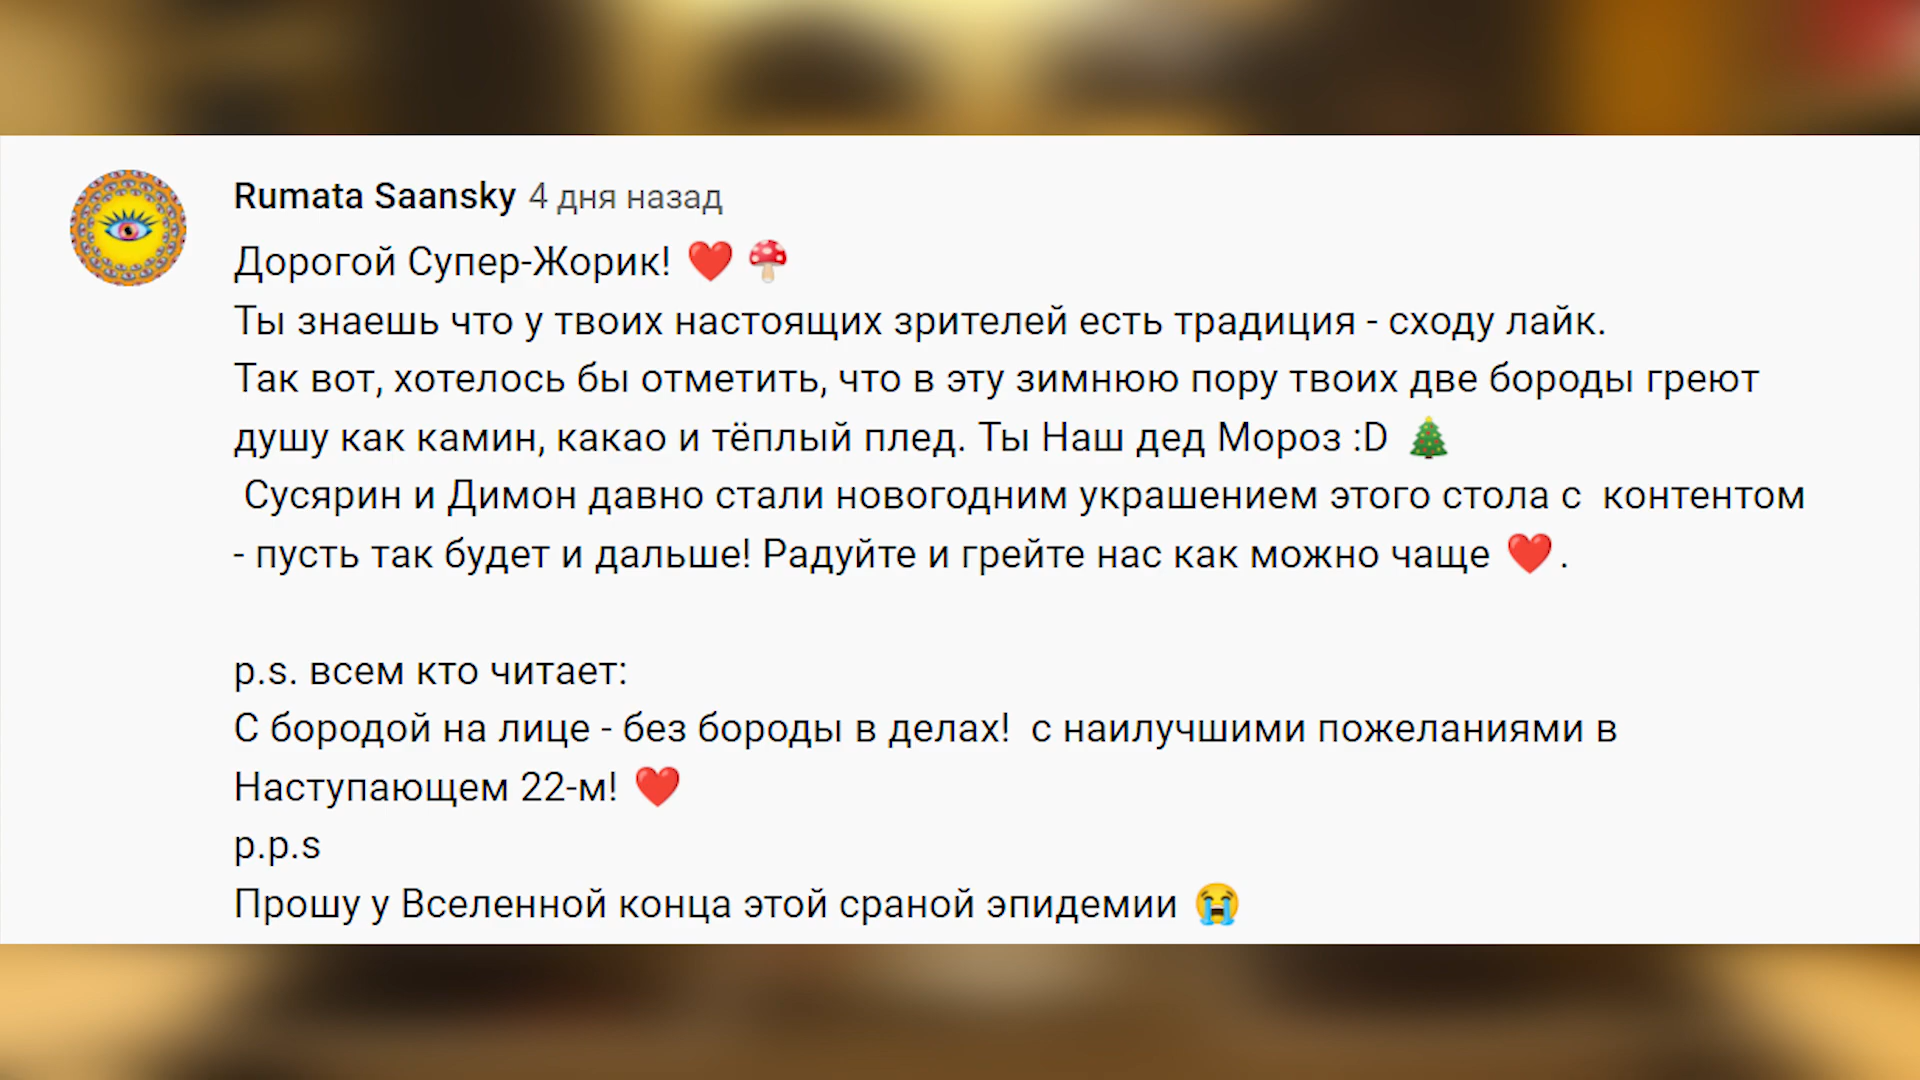 Rumata Saansky 4 дня назад
Дорогой Супер-Жорик! ❤️🍄
Ты знаешь что у твоих настоящих зрителей есть традиция - сходу лайк.
Так вот, хотелось бы отметить, что в эту зимнюю пору твоих две бороды греют
душу как камин, какао и тёплый плед. Ты Наш дед Мороз :D 🎄
Сусярин и Димон давно стали новогодним украшением этого стола с  контентом
- пусть так будет и дальше! Радуйте и грейте нас как можно чаще ❤️.
p.s. всем кто читает:
С бородой на лице - без бороды в делах!  с наилучшими пожеланиями в
Наступающем 22-м! ❤️
p.p.s
Прошу у Вселенной конца этой сраной эпидемии 😭